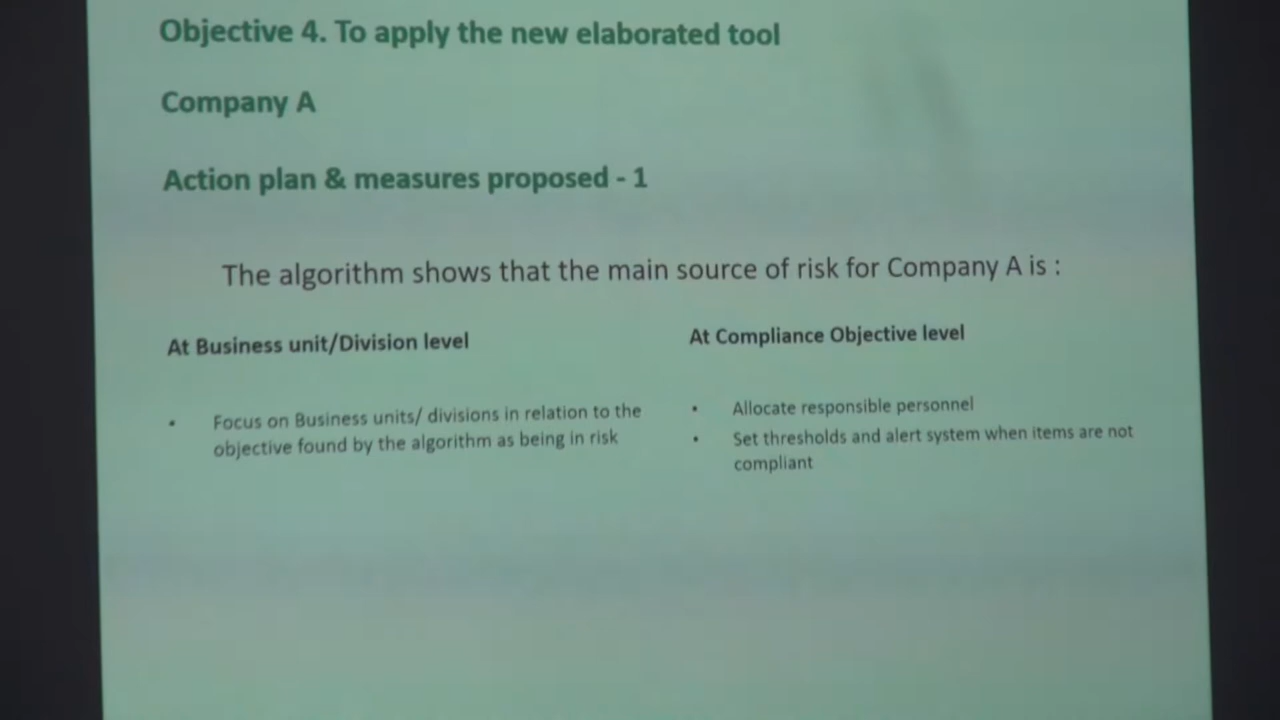 Objective 4. To apply the new elaborated tool
Company A
Action plan & measures proposed - 1
The algorithm shows that the main source of risk for Company A is :
At Business unit/Division level
• Focus on Business units/ divisions in relation to the
objective found by the algorithm as being in risk
At Compliance Objective level
• Allocate responsible personnel
• Set thresholds and alert system when items are not
compliant